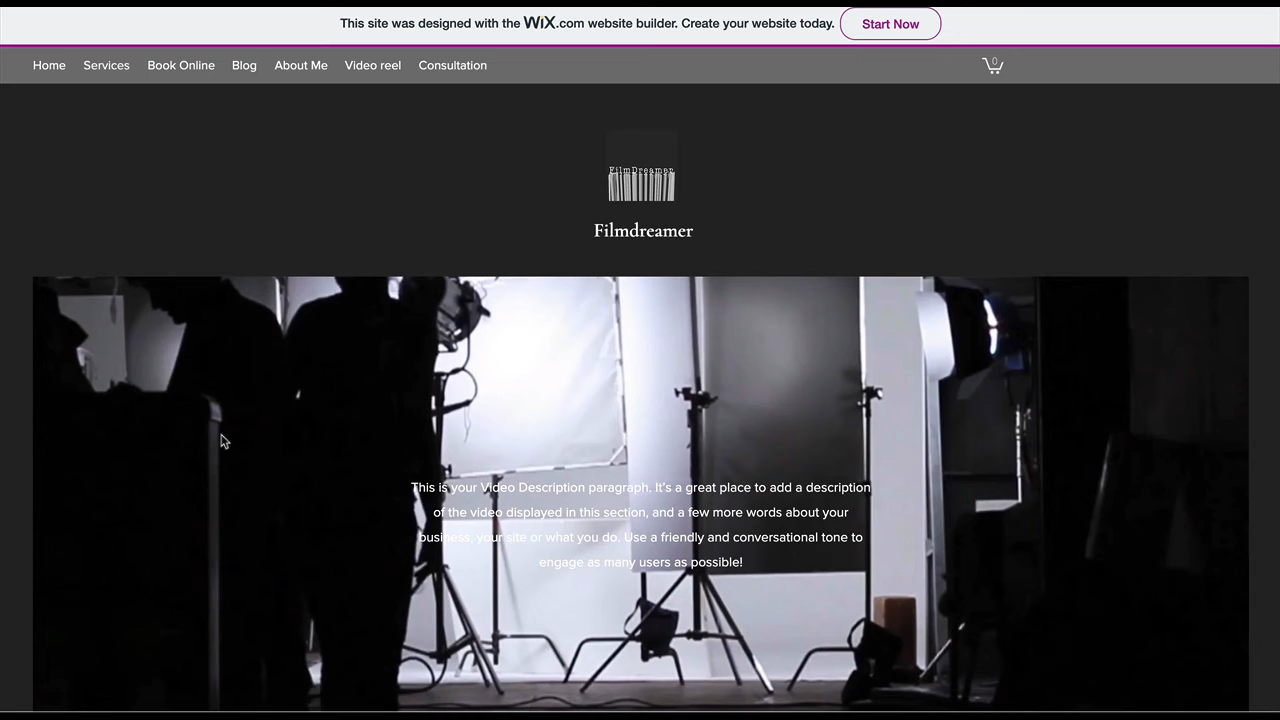 This site was designed with the WiX.com website builder. Create your website today. Start Now
Home Services Book Online Blog About Me Video reel Consultation 0
FilmDreamer
Filmdreamer
This is your Video Description paragraph. It's a great place to add a description
of the video displayed in this section, and a few more words about your
business, your site or what you do. Use a friendly and conversational tone to
engage as many users as possible!